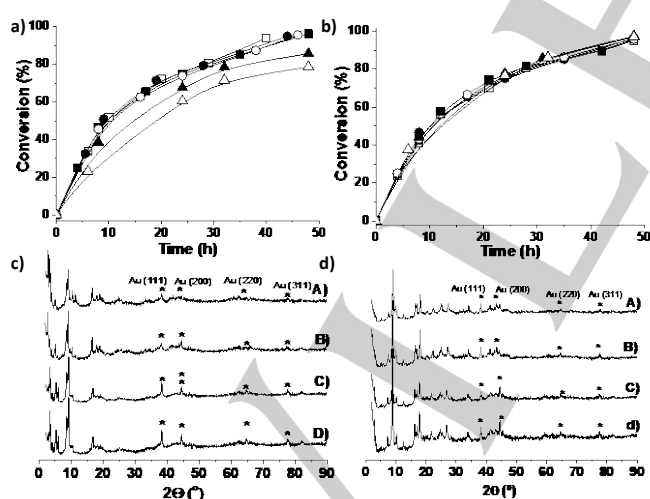 a)
Conversion (%)
100
80
60
40
20
0
0 10 20 30 40 50
Time (h)
b)
Conversion (%)
100
80
60
40
20
0
0 10 20 30 40 50
Time (h)
c)
Au (111) Au (200) Au (220) Au (311)
* * * *
A)
* * * *
B)
* * * * *
C)
* * * *
D)
0 10 20 30 40 50 60 70 80 90
2Θ (°)
d)
Au (111) Au (200) Au (220) Au (311)
* * * *
A)
* * * *
B)
* * * *
C)
* * * *
d)
0 10 20 30 40 50 60 70 80 90
2Θ (°)